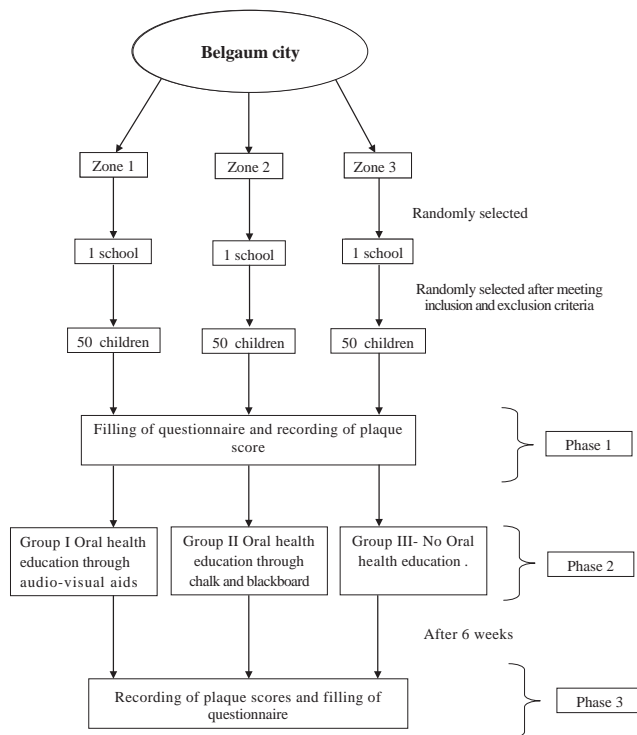 Belgaum city
Zone 1
Zone 2
Zone 3
Randomly selected
1 school
1 school
1 school
Randomly selected after meeting
inclusion and exclusion criteria
50 children
50 children
50 children
Filling of questionnaire and recording of plaque
score
Phase 1
Group I Oral health
education through
audio-visual aids
Group II Oral health
education through
chalk and blackboard
Group III- No Oral
health education .
Phase 2
After 6 weeks
Recording of plaque scores and filling of
questionnaire
Phase 3